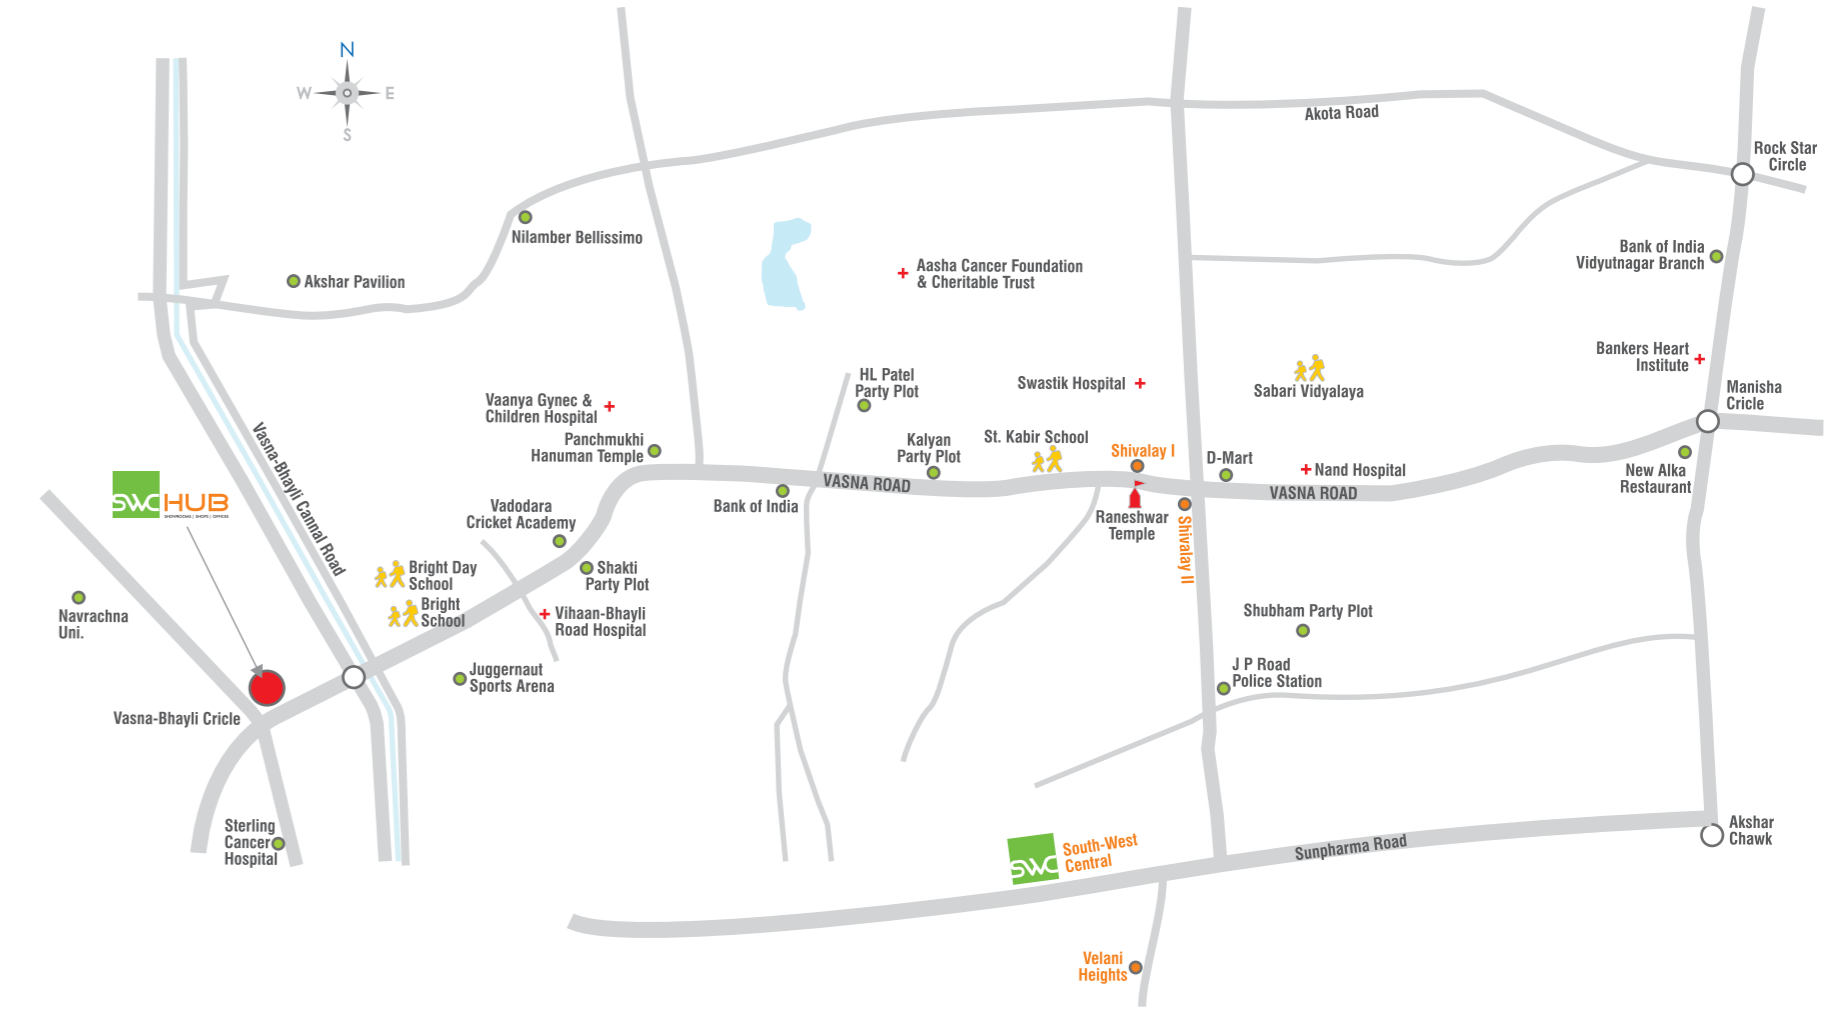 N
W
E
S
Akota Road
Rock Star
Circle
Nilamber Bellissimo
Akshar Pavilion
Aasha Cancer Foundation
& Cheritable Trust
Bank of India
Vidyutnagar Branch
Bankers Heart
Institute
Manisha
Cricle
HL Patel
Party Plot
Swastik Hospital
Sabari Vidyalaya
Vaanya Gynec &
Children Hospital
Panchmukhi
Hanuman Temple
Kalyan
Party Plot
St. Kabir School
Shivalay I
D-Mart
Nand Hospital
New Alka
Restaurant
VASNA ROAD
VASNA ROAD
Bank of India
Raneshwar
Temple
Shivalay II
Vasna-Bhayli Cannal Road
SWC HUB
SHOWROOMS | SHOPS | OFFICES
Vadodara
Cricket Academy
Bright Day
School
Shakti
Party Plot
Bright
School
Vihaan-Bhayli
Road Hospital
Navrachna
Uni.
Shubham Party Plot
Juggernaut
Sports Arena
J P Road
Police Station
Vasna-Bhayli Cricle
Sterling
Cancer
Hospital
SWC
South-West
Central
Sunpharma Road
Akshar
Chawk
Velani
Heights